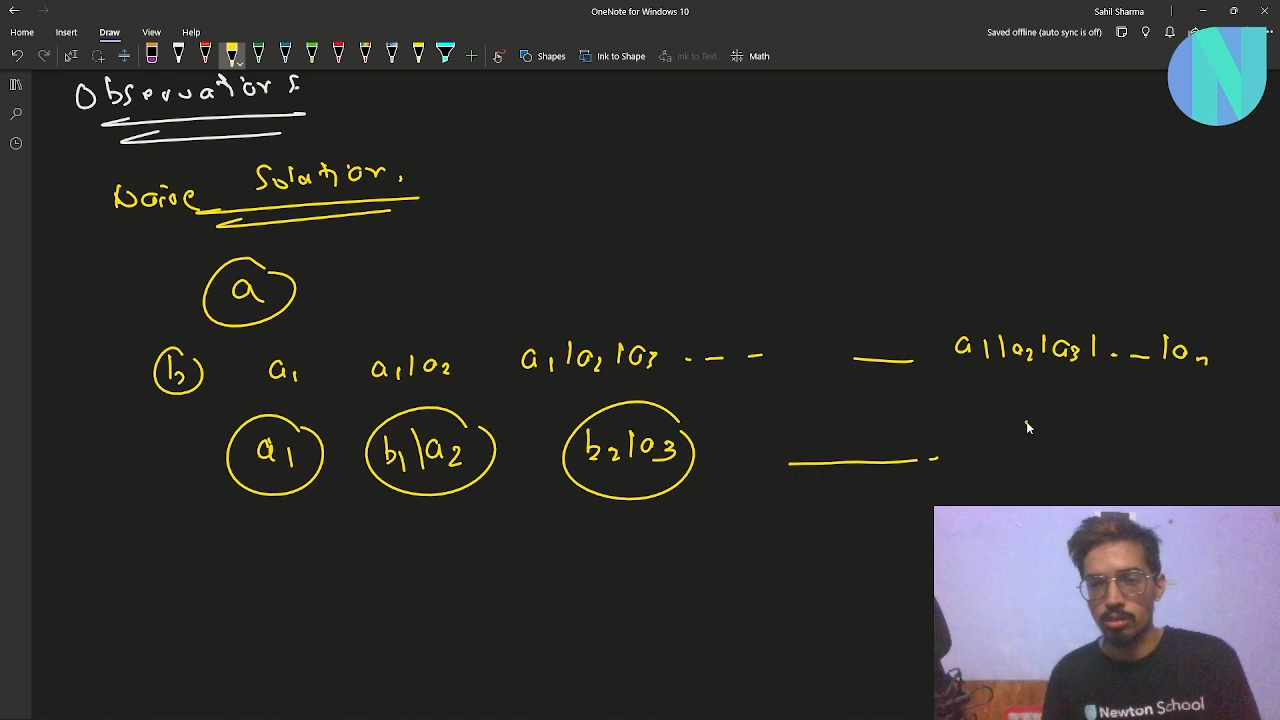 OneNote for Windows 10
Sahil Sharma
Home Insert Draw View Help
Saved offline (auto sync is off)
Shapes Ink to Shape Ink to Text Math
Observations
Naive Solution.
a
b a1 a1|a2 a1|a2|a3 . - - — a1|a2|a3| . - - |an
a1 b1|a2 b2|a3 —— -
Newton School